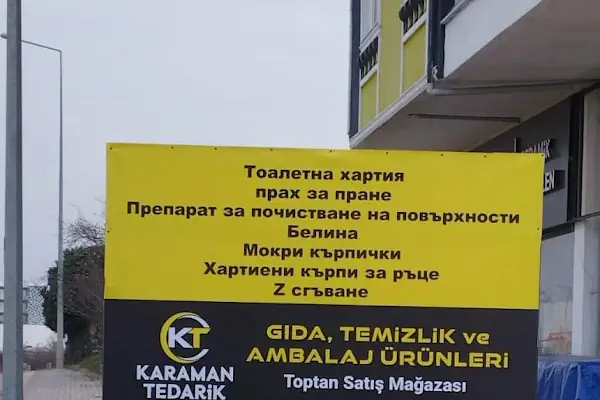 Тоалетна хартия
прах за пране
Препарат за почистване на повърхности
Белина
Мокри кърпички
Хартиени кърпи за ръце
Z сгъване
KT
KARAMAN
TEDARİK
GIDA, TEMİZLİK ve
AMBALAJ ÜRÜNLERİ
Toptan Satış Mağazası